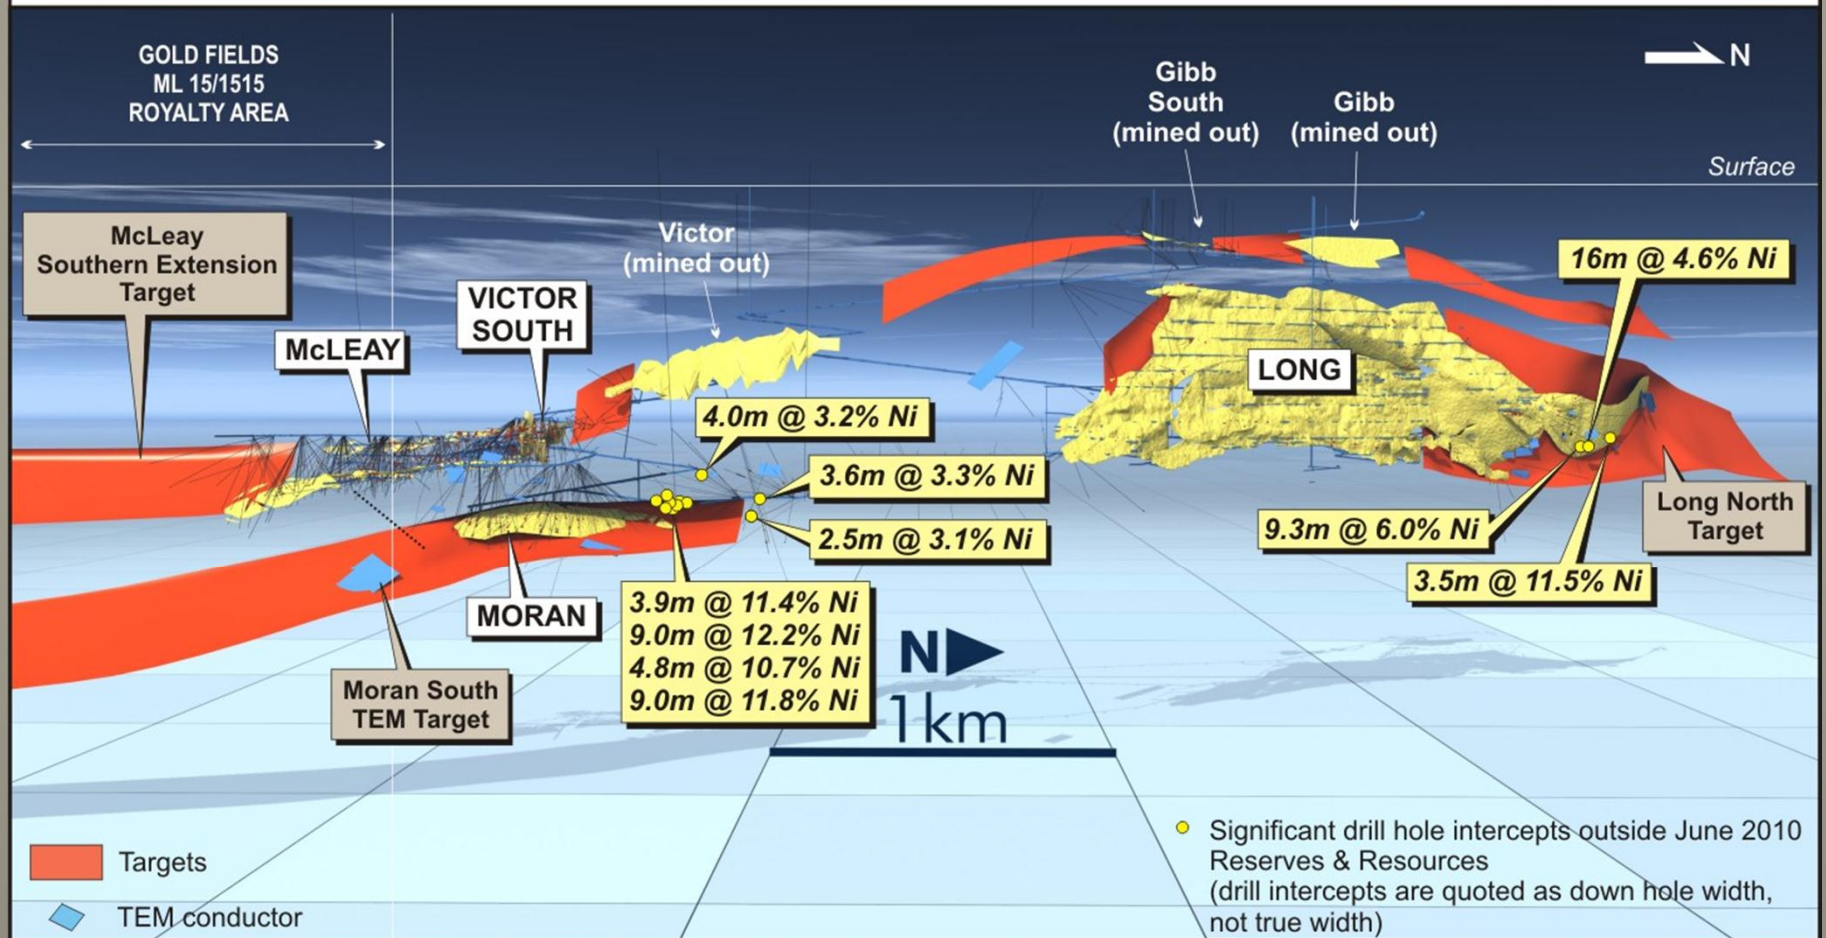 GOLD FIELDS
ML 15/1515
ROYALTY AREA
N
Gibb
South
(mined out)
Gibb
(mined out)
Surface
McLeay
Southern Extension
Target
Victor
(mined out)
16m @ 4.6% Ni
VICTOR
SOUTH
McLEAY
LONG
4.0m @ 3.2% Ni
3.6m @ 3.3% Ni
2.5m @ 3.1% Ni
9.3m @ 6.0% Ni
Long North
Target
3.5m @ 11.5% Ni
MORAN
3.9m @ 11.4% Ni
9.0m @ 12.2% Ni
4.8m @ 10.7% Ni
9.0m @ 11.8% Ni
Moran South
TEM Target
N
1km
Targets
TEM conductor
Significant drill hole intercepts outside June 2010
Reserves & Resources
(drill intercepts are quoted as down hole width,
not true width)